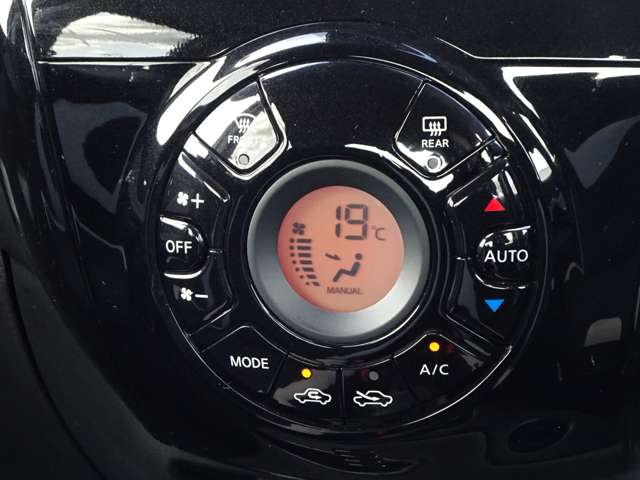 FRONT
REAR
19°C
OFF
AUTO
MANUAL
MODE
A/C